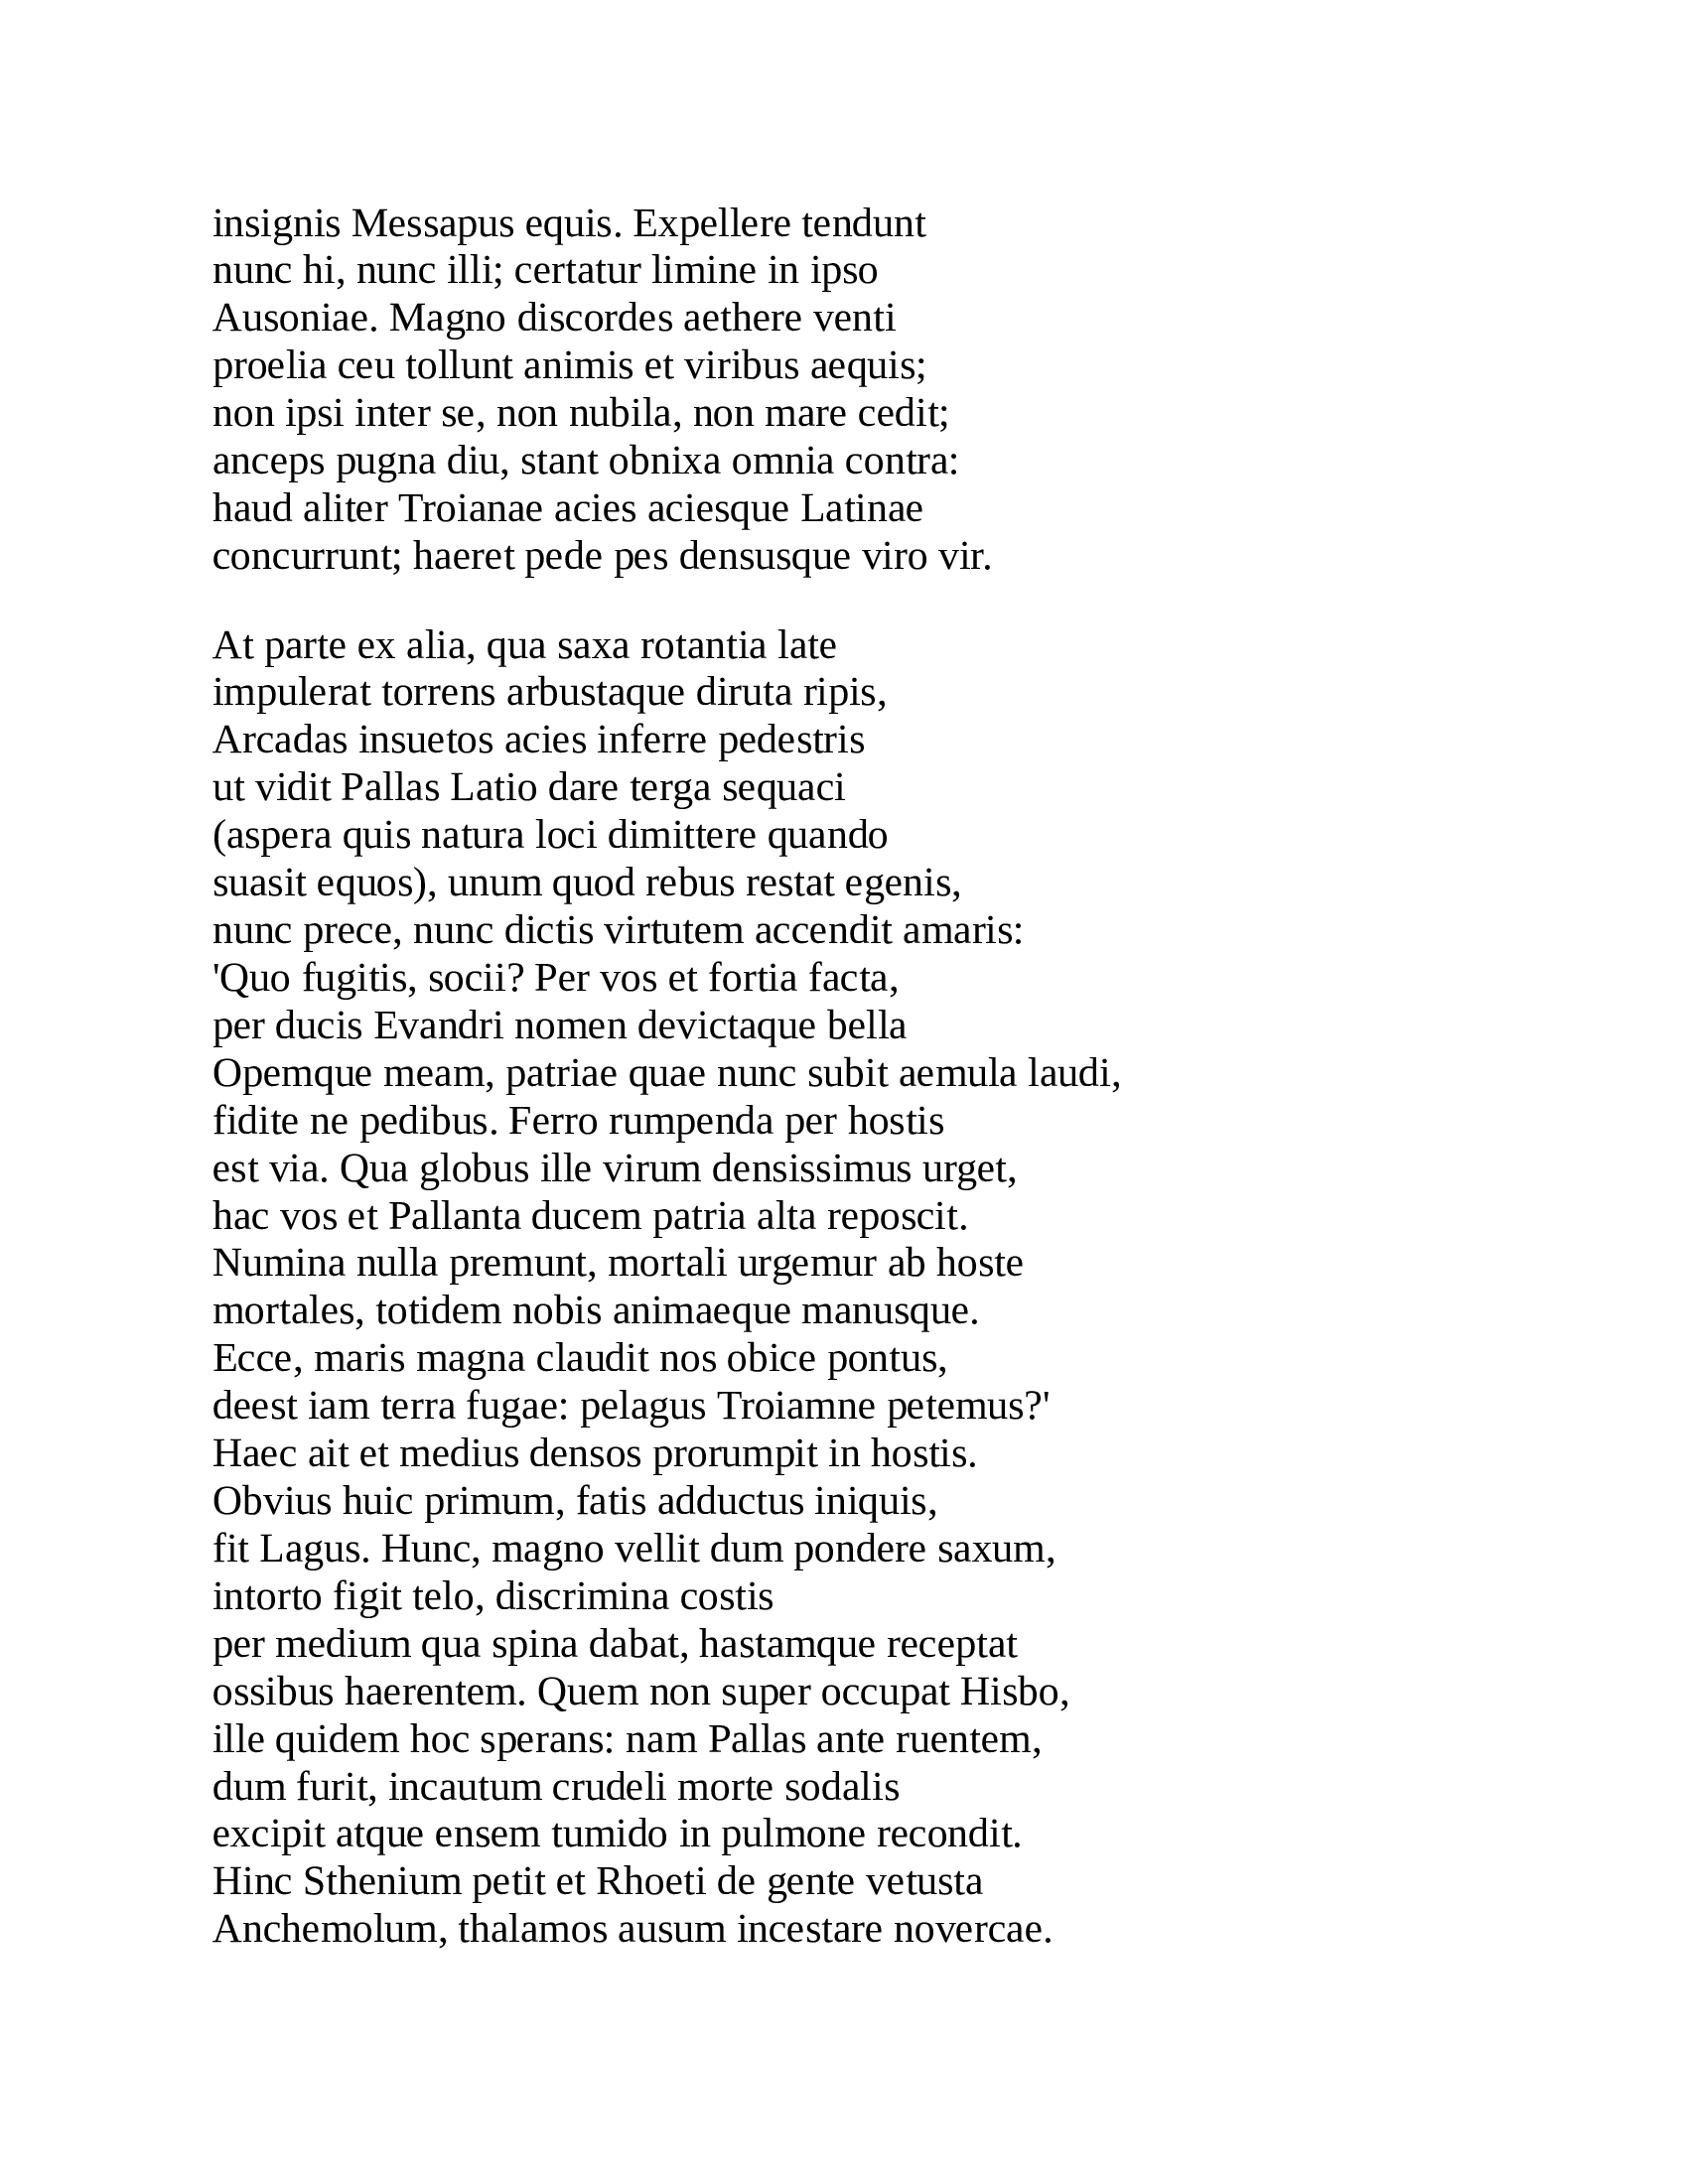 insignis Messapus equis. Expellere tendunt
nunc hi, nunc illi; certatur limine in ipso
Ausoniae. Magno discordes aethere venti
proelia ceu tollunt animis et viribus aequis;
non ipsi inter se, non nubila, non mare cedit;
anceps pugna diu, stant obnixa omnia contra:
haud aliter Troianae acies aciesque Latinae
concurrunt; haeret pede pes densusque viro vir.

At parte ex alia, qua saxa rotantia late
impulerat torrens arbustaque diruta ripis,
Arcadas insuetos acies inferre pedestris
ut vidit Pallas Latio dare terga sequaci
(aspera quis natura loci dimittere quando
suasit equos), unum quod rebus restat egenis,
nunc prece, nunc dictis virtutem accendit amaris:
'Quo fugitis, socii? Per vos et fortia facta,
per ducis Evandri nomen devictaque bella
Opemque meam, patriae quae nunc subit aemula laudi,
fidite ne pedibus. Ferro rumpenda per hostis
est via. Qua globus ille virum densissimus urget,
hac vos et Pallanta ducem patria alta reposcit.
Numina nulla premunt, mortali urgemur ab hoste
mortales, totidem nobis animaeque manusque.
Ecce, maris magna claudit nos obice pontus,
deest iam terra fugae: pelagus Troiamne petemus?'
Haec ait et medius densos prorumpit in hostis.
Obvius huic primum, fatis adductus iniquis,
fit Lagus. Hunc, magno vellit dum pondere saxum,
intorto figit telo, discrimina costis
per medium qua spina dabat, hastamque receptat
ossibus haerentem. Quem non super occupat Hisbo,
ille quidem hoc sperans: nam Pallas ante ruentem,
dum furit, incautum crudeli morte sodalis
excipit atque ensem tumido in pulmone recondit.
Hinc Sthenium petit et Rhoeti de gente vetusta
Anchemolum, thalamos ausum incestare novercae.